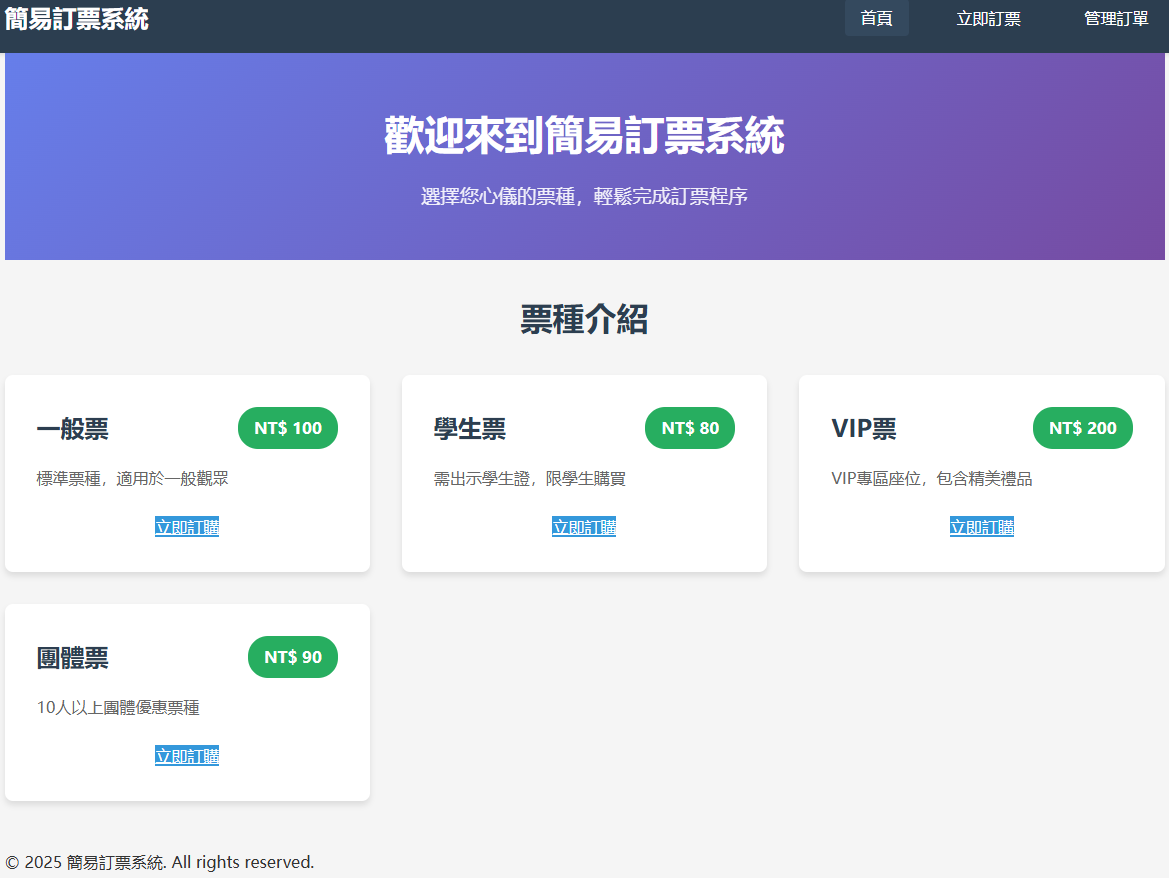 簡易訂票系統
首頁 立即訂票 管理訂單
歡迎來到簡易訂票系統
選擇您心儀的票種，輕鬆完成訂票程序
票種介紹
一般票 NT$ 100
標準票種，適用於一般觀眾
立即訂購
學生票 NT$ 80
需出示學生證，限學生購買
立即訂購
VIP票 NT$ 200
VIP專區座位，包含精美禮品
立即訂購
團體票 NT$ 90
10人以上團體優惠票種
立即訂購
© 2025 簡易訂票系統. All rights reserved.